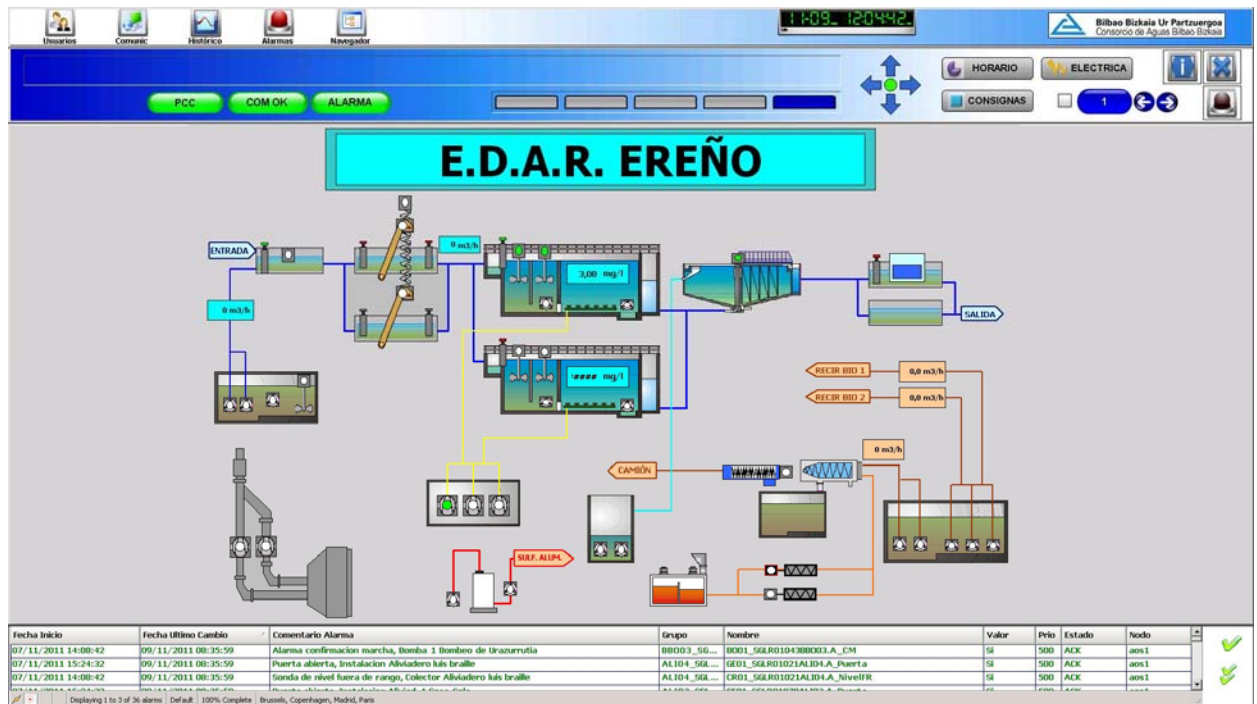 11-09_ 120442_
Bilbao Bizkaia Ur Partzuergoa
Consorcio de Aguas Bilbao Bizkaia
Usuarios
Comunic
Histórico
Alarmas
Navegador
HORARIO
ELECTRICA
PCC
COM OK
ALARMA
CONSIGNAS
1
E.D.A.R. EREÑO
ENTRADA
0 m3/h
3,08 mg/l
0 m3/h
SALIDA
#### mg/l
RECIR BIO 1
0,0 m3/h
RECIR BIO 2
0,0 m3/h
0 m3/h
CAMIÓN
SULF. ALUM.
Fecha Inicio Fecha Ultimo Cambio Comentario Alarma Grupo Nombre Valor Prio Estado Nodo
07/11/2011 14:08:42 09/11/2011 08:35:59 Alarma confirmacion marcha, Bomba 1 Bombeo de Urazurrutia BBO03_SG... BO01_SGLR01043BBO03.A_CM Si 500 ACK aos1
07/11/2011 15:24:32 09/11/2011 08:35:59 Puerta abierta, Instalacion Aliviadero luis braille ALI04_SGL... GE01_SGLR01021ALI04.A_Puerta Si 500 ACK aos1
07/11/2011 14:08:42 09/11/2011 08:35:59 Sonda de nivel fuera de rango, Colector Aliviadero luis braille ALI04_SGL... CR01_SGLR01021ALI04.A_NivelFR Si 500 ACK aos1
Displaying 1 to 3 of 36 alarms Default 100% Complete Brussels, Copenhagen, Madrid, Paris